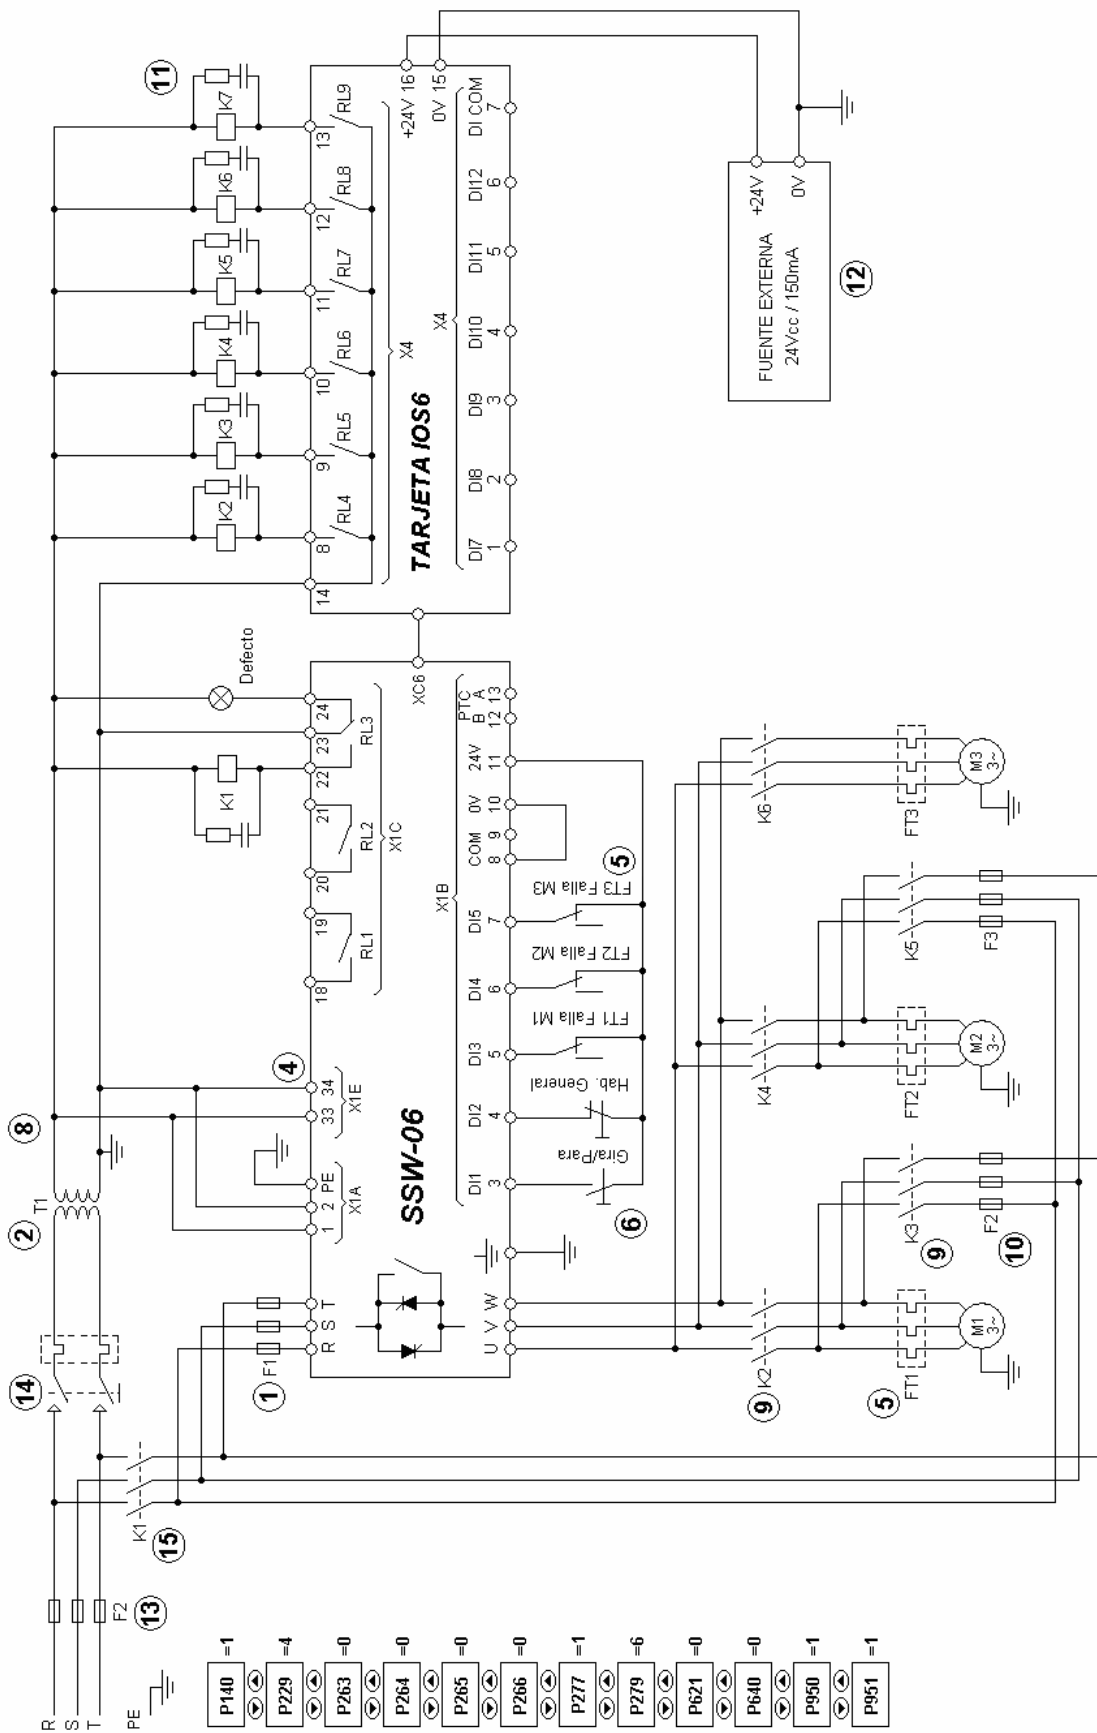 R
S
T
PE
F2
13
K1
15
14
2
T1
8
P140 =1
P229 =4
P263 =0
P264 =0
P265 =0
P266 =0
P277 =1
P279 =6
P621 =0
P640 =0
P950 =1
P951 =1
1
F1
R S T
1 2 PE
X1A
33 34
X1E
4
18 19 20 21 22 23 24
RL1 RL2 RL3
X1C
K1
Defecto
SSW-06
XC6
X1B
U V W
DI1 DI2 DI3 DI4 DI5 COM 0V 24V PTC
B A
3 4 5 6 7 8 9 10 11 12 13
6
Gira/Para
Hab. General
FT1 Falla M1
FT2 Falla M2
FT3 Falla M3
5
K2 K3 K4 K5 K6 K7
11
14 8 9 10 11 12 13
RL4 RL5 RL6 RL7 RL8 RL9
X4
+24V 16
0V 15
TARJETA IOS6
X4
DI7 DI8 DI9 DI10 DI11 DI12 DI COM
1 2 3 4 5 6 7
FUENTE EXTERNA
24Vcc / 150mA
+24V
0V
12
9
K2
K3
9
K4
K5
K6
F2
10
F3
5
FT1
FT2
FT3
M1
3~
M2
3~
M3
3~